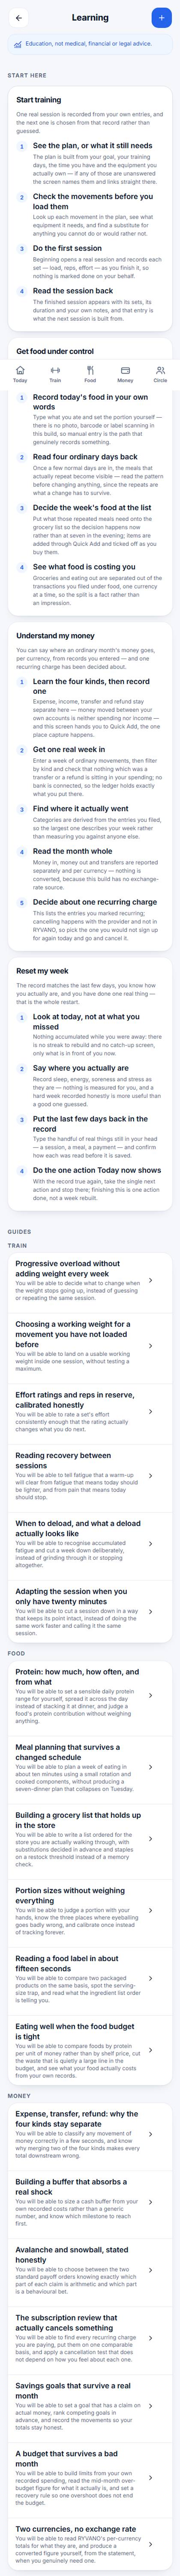 Learning
Education, not medical, financial or legal advice.
START HERE
Start training
One real session is recorded from your own entries, and
the next one is chosen from that record rather than
guessed.
1 See the plan, or what it still needs
The plan is built from your goal, your training
days, the time you have and the equipment you
actually own — if any of those are unanswered
the screen names them and links straight there.
2 Check the movements before you
load them
Look up each movement in the plan, see what
equipment it needs, and find a substitute for
anything you cannot do or would rather not.
3 Do the first session
Beginning opens a real session and records each
set — load, reps, effort — as you finish it, so
nothing is marked done on your behalf.
4 Read the session back
The finished session appears with its sets, its
duration and your own notes, and that entry is
what the next session is built from.
Get food under control
Today
Train
Food
Money
Circle
1 Record today's food in your own
words
Type what you ate and set the portion yourself —
there is no photo, barcode or label scanning in
this build, so manual entry is the path that
genuinely records something.
2 Read four ordinary days back
Once a few normal days are in, the meals that
actually repeat become visible — read the pattern
before changing anything, since the repeats are
what a change has to survive.
3 Decide the week's food at the list
Put what those repeated meals need onto the
grocery list so the decision happens now
rather than at seven in the evening; items are
added through Quick Add and ticked off as you
buy them.
4 See what food is costing you
Groceries and eating out are separated out of the
transactions you filed under food, one currency
at a time, so the split is a fact rather than
an impression.
Understand my money
You can say where an ordinary month's money goes,
per currency, from records you entered — and one
recurring charge has been decided about.
1 Learn the four kinds, then record
one
Expense, income, transfer and refund stay
separate here — money moved between your
own accounts is neither spending nor income —
and this screen hands you to Quick Add, the one
place capture happens.
2 Get one real week in
Enter a week of ordinary movements, then filter
by kind and check that nothing which was a
transfer or a refund is sitting in your spending; no
bank is connected, so the ledger holds exactly
what you put there.
3 Find where it actually went
Categories are derived from the entries you filed,
so the largest one describes your week rather
than measuring you against anyone else.
4 Read the month whole
Money in, money out and transfers are reported
separately and per currency — nothing is
converted, because this build has no exchange-
rate source.
5 Decide about one recurring charge
This lists the entries you marked recurring;
cancelling happens with the provider and not in
RYVANO, so pick the one you would not sign up
for again today and go and cancel it.
Reset my week
The record matches the last few days, you know how
you actually are, and you have done one real thing —
that is the whole restart.
1 Look at today, not at what you
missed
Nothing accumulated while you were away: there
is no streak to rebuild and no catch-up screen,
only what is in front of you now.
2 Say where you actually are
Record sleep, energy, soreness and stress as
they are — nothing is measured for you, and a
hard week recorded honestly is more useful than
a good one guessed.
3 Put the last few days back in the
record
Type the handful of real things still in your head
— a session, a meal, a payment — and confirm
how each was read before it is saved.
4 Do the one action Today now shows
With the record true again, take the single next
action and stop there; finishing this is one action
done, not a week rebuilt.
GUIDES
TRAIN
Progressive overload without
adding weight every week
You will be able to decide what to change when
the weight stops going up, instead of guessing
or repeating the same session.
Choosing a working weight for a
movement you have not loaded
before
You will be able to land on a usable working
weight inside one session, without testing a
maximum.
Effort ratings and reps in reserve,
calibrated honestly
You will be able to rate a set's effort
consistently enough that the rating actually
changes what you do next.
Reading recovery between
sessions
You will be able to tell fatigue that a warm-up
will clear from fatigue that means today should
be lighter, and from pain that means today
should stop.
When to deload, and what a deload
actually looks like
You will be able to recognise accumulated
fatigue and cut a week down deliberately,
instead of grinding through it or stopping
altogether.
Adapting the session when you
only have twenty minutes
You will be able to cut a session down in a way
that keeps its point intact, instead of doing the
same work faster and calling it the same
session.
FOOD
Protein: how much, how often, and
from what
You will be able to set a sensible daily protein
range for yourself, spread it across the day
instead of stacking it at dinner, and judge a
food's protein contribution without weighing
anything.
Meal planning that survives a
changed schedule
You will be able to plan a week of eating in
about ten minutes using a small rotation and
cooked components, without producing a
seven-dinner plan that collapses on Tuesday.
Building a grocery list that holds up
in the store
You will be able to write a list ordered for the
store you are actually walking through, with
substitutions decided in advance and staples
on a restock threshold instead of a memory
check.
Portion sizes without weighing
everything
You will be able to judge a portion with your
hands, know the three places where eyeballing
goes badly wrong, and calibrate once instead
of tracking forever.
Reading a food label in about
fifteen seconds
You will be able to compare two packaged
products on the same basis, spot the serving-
size trap, and read what the ingredient list order
is telling you.
Eating well when the food budget
is tight
You will be able to compare foods by protein
per unit of money rather than by shelf price, cut
the waste that is quietly a large line in the
budget, and see what your food actually costs
from your own records.
MONEY
Expense, transfer, refund: why the
four kinds stay separate
You will be able to classify any movement of
money correctly in a few seconds, and know
why merging two of the four kinds makes every
total downstream wrong.
Building a buffer that absorbs a
real shock
You will be able to size a cash buffer from your
own recorded costs rather than a generic
number, and know which milestone to reach
first.
Avalanche and snowball, stated
honestly
You will be able to choose between the two
standard payoff orders knowing exactly which
part of each claim is arithmetic and which part
is a behavioural bet.
The subscription review that
actually cancels something
You will be able to find every recurring charge
you are paying, put them on one comparable
basis, and apply a cancellation test that does
not depend on how you feel about each one.
Savings goals that survive a real
month
You will be able to set a goal that has a claim on
actual money, rank competing goals in
advance, and record the movements so your
totals stay honest.
A budget that survives a bad
month
You will be able to build limits from your own
recorded spending, read the mid-month over-
budget figure for what it actually is, and set a
recovery rule so one overshoot does not end
the budget.
Two currencies, no exchange rate
You will be able to read RYVANO's per-currency
totals for what they are, and produce a
converted figure yourself, from the statement,
when you genuinely need one.